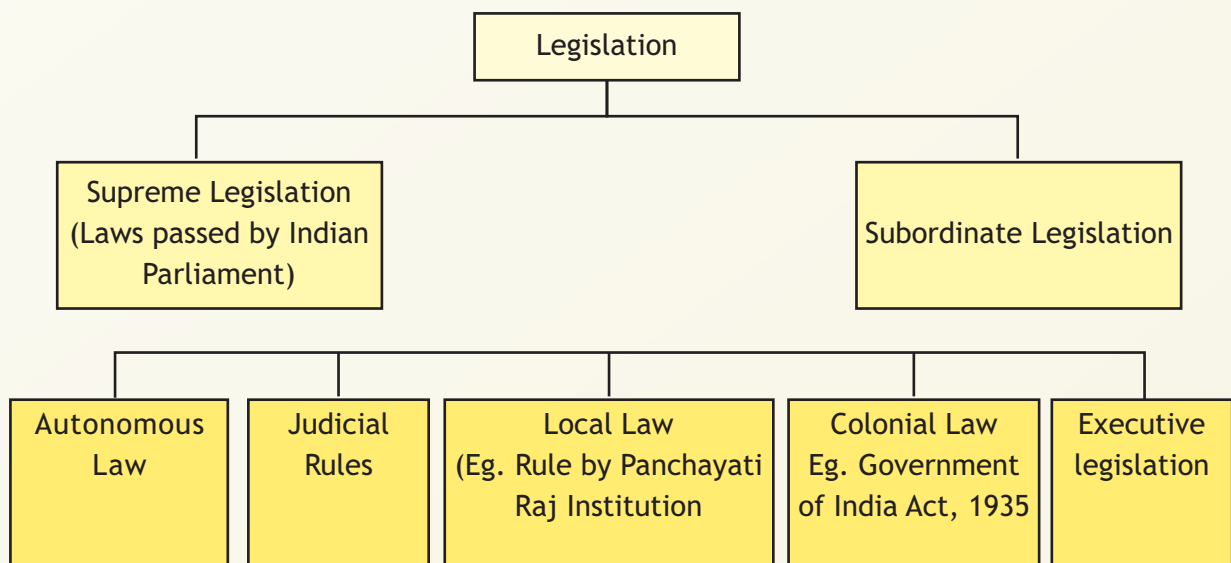 Legislation
Supreme Legislation
(Laws passed by Indian
Parliament)
Subordinate Legislation
Autonomous
Law
Judicial
Rules
Local Law
(Eg. Rule by Panchayati
Raj Institution
Colonial Law
Eg. Government
of India Act, 1935
Executive
legislation